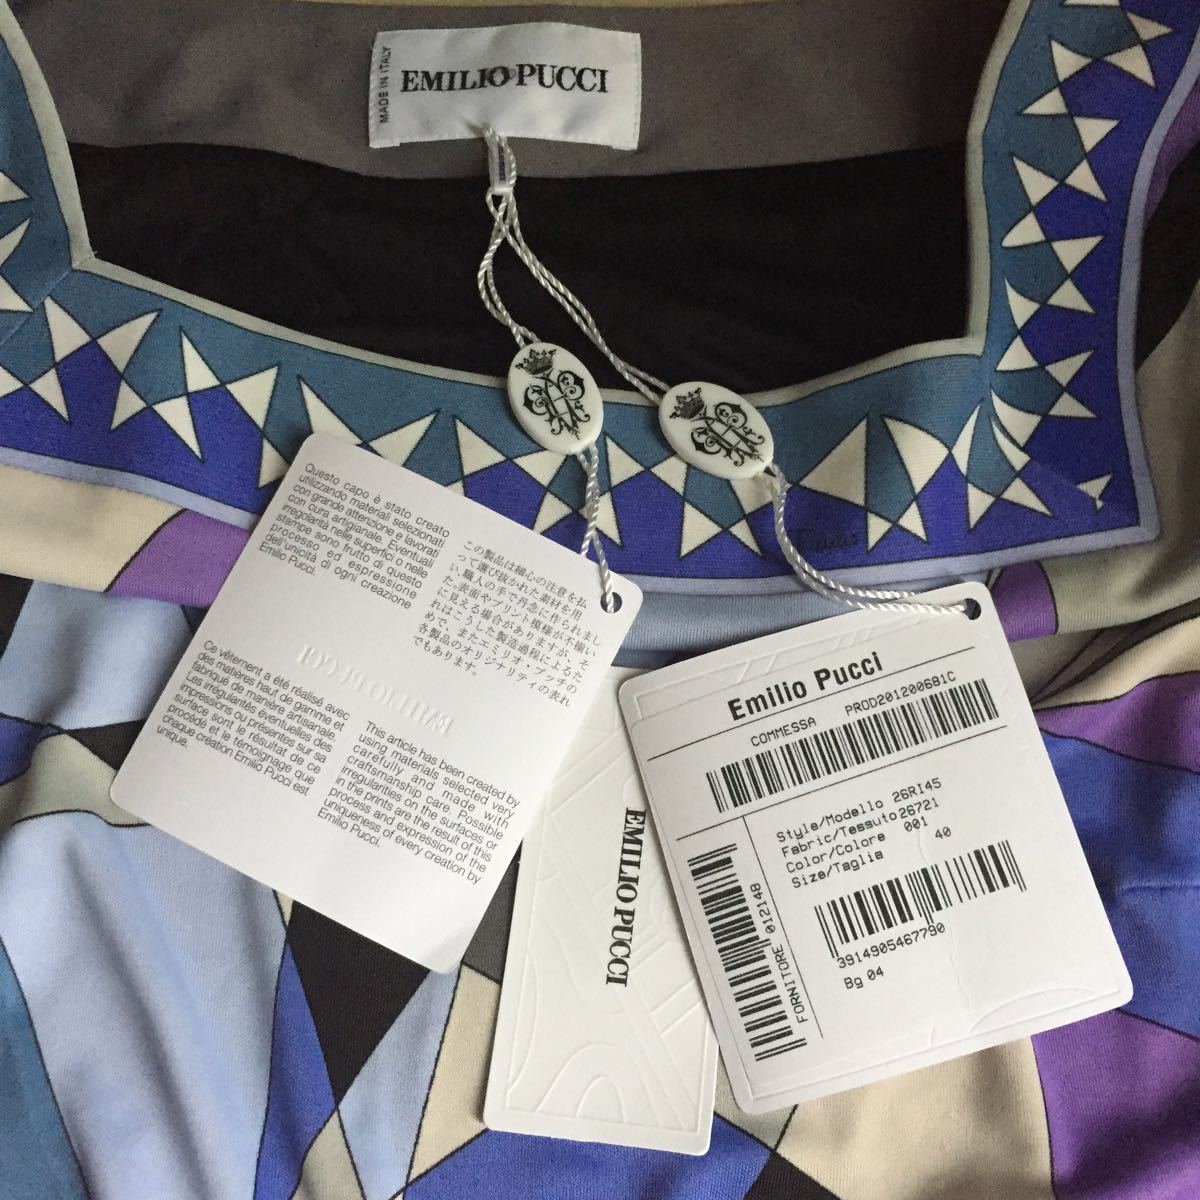 MADE IN ITALY
EMILIO PUCCI
Questo capo è stato creato
utilizzando materiali selezionati
con grande attenzione e lavorati
con cura artigianale. Eventuali
irregolarità nelle superfici o nelle
stampe sono frutto di questo
processo ed espressione
dell'unicità di ogni creazione
Emilio Pucci.
この製品は細心の注意を払
って選び抜かれた素材を用
い、職人の手で丹念に作られまし
た。表面やプリント模様が不揃い
に見える場合がありますが、そ
れはこうした製造過程によるた
めで、またエミリオ・プッチの
各製品のオリジナリティの表れ
でもあります。
EMILIO PUCCI
Ce vêtement a été réalisé avec
des matières haut de gamme et
fabriqué de manière artisanale.
Les irrégularités éventuelles des
impressions ou présentes sur sa
surface sont le résultat de ce
procédé et le témoignage que
chaque création Emilio Pucci est
unique.
This article has been created by
using materials selected very
carefully and made with
craftsmanship care. Possible
irregularities on the surfaces or
in the prints are the result of this
process and expression of the
uniqueness of every creation by
Emilio Pucci.
EMILIO PUCCI
Emilio Pucci
COMMESSA PROD201200681C
Style/Modello 26RI45
Fabric/Tessuto 26721
Color/Colore 001
Size/Taglia 40
FORNITORE 012148
3914905467790
Bg 04
Emilio